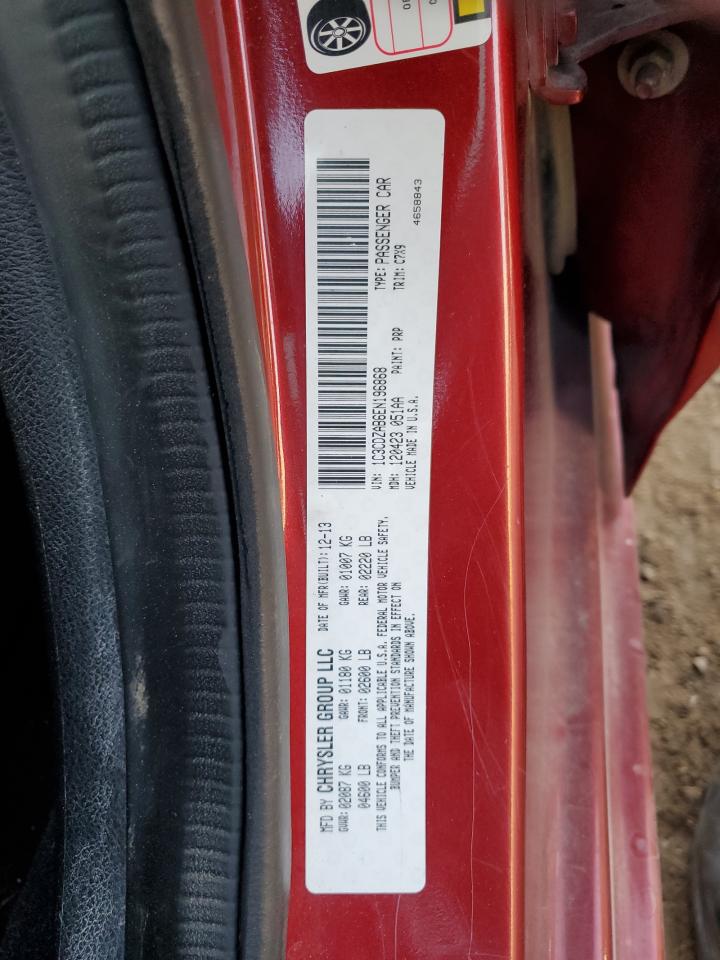 MFD BY CHRYSLER GROUP LLC DATE OF MFR(BUILT): 12-13
GVWR: 02087 KG GAWR: 01180 KG GAWR: 01007 KG
04600 LB FRONT: 02600 LB REAR: 02220 LB
THIS VEHICLE CONFORMS TO ALL APPLICABLE U.S.A. FEDERAL MOTOR VEHICLE SAFETY,
BUMPER AND THEFT PREVENTION STANDARDS IN EFFECT ON
THE DATE OF MANUFACTURE SHOWN ABOVE.
VIN: 1C3CDZAB6EN196868 TYPE: PASSENGER CAR
MDH: 120423 051AA PAINT: PRP TRIM: C7X9
VEHICLE MADE IN U.S.A. 4658843